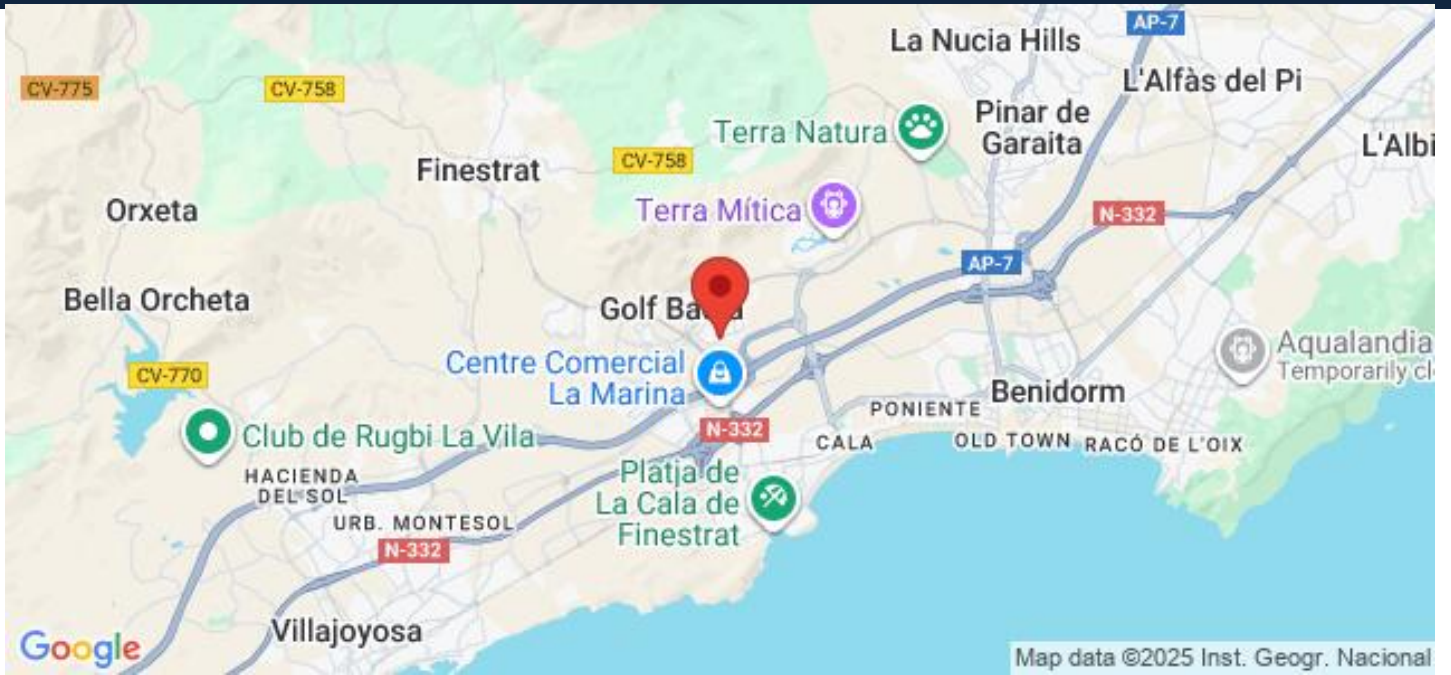 AP-7
La Nucia Hills
L'Alfàs del Pi
CV-775
CV-758
Pinar de
Garaita
Terra Natura
L'Albi
CV-758
Finestrat
Orxeta
Terra Mítica
N-332
AP-7
Bella Orcheta
Golf Ba
Aqualandia
Temporarily cl
Centre Comercial
La Marina
CV-770
Benidorm
PONIENTE
N-332
CALA
OLD TOWN
RACÓ DE L'OIX
Club de Rugbi La Vila
HACIENDA
DEL SOL
Platja de
La Cala de
Finestrat
URB. MONTESOL
N-332
Villajoyosa
Google
Map data ©2025 Inst. Geogr. Nacional